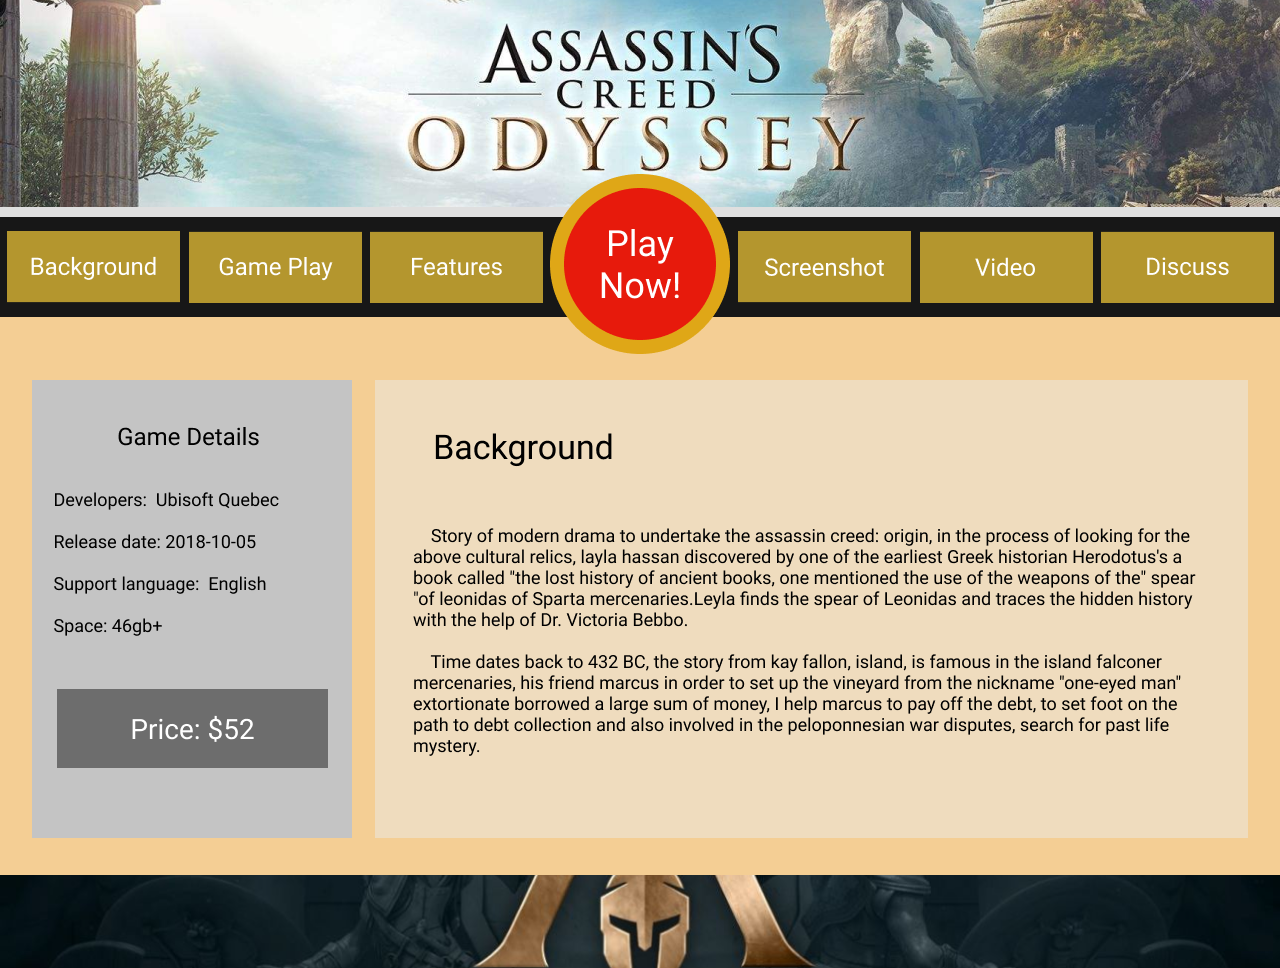 ASSASSIN'S
CREED
ODYSSEY
Background
Game Play
Features
Play
Now!
Screenshot
Video
Discuss
Game Details
Developers:  Ubisoft Quebec
Release date: 2018-10-05
Support language:  English
Space: 46gb+
Price: $52
Background
Story of modern drama to undertake the assassin creed: origin, in the process of looking for the
above cultural relics, layla hassan discovered by one of the earliest Greek historian Herodotus's a
book called "the lost history of ancient books, one mentioned the use of the weapons of the" spear
"of leonidas of Sparta mercenaries.Leyla finds the spear of Leonidas and traces the hidden history
with the help of Dr. Victoria Bebbo.
Time dates back to 432 BC, the story from kay fallon, island, is famous in the island falconer
mercenaries, his friend marcus in order to set up the vineyard from the nickname "one-eyed man"
extortionate borrowed a large sum of money, I help marcus to pay off the debt, to set foot on the
path to debt collection and also involved in the peloponnesian war disputes, search for past life
mystery.